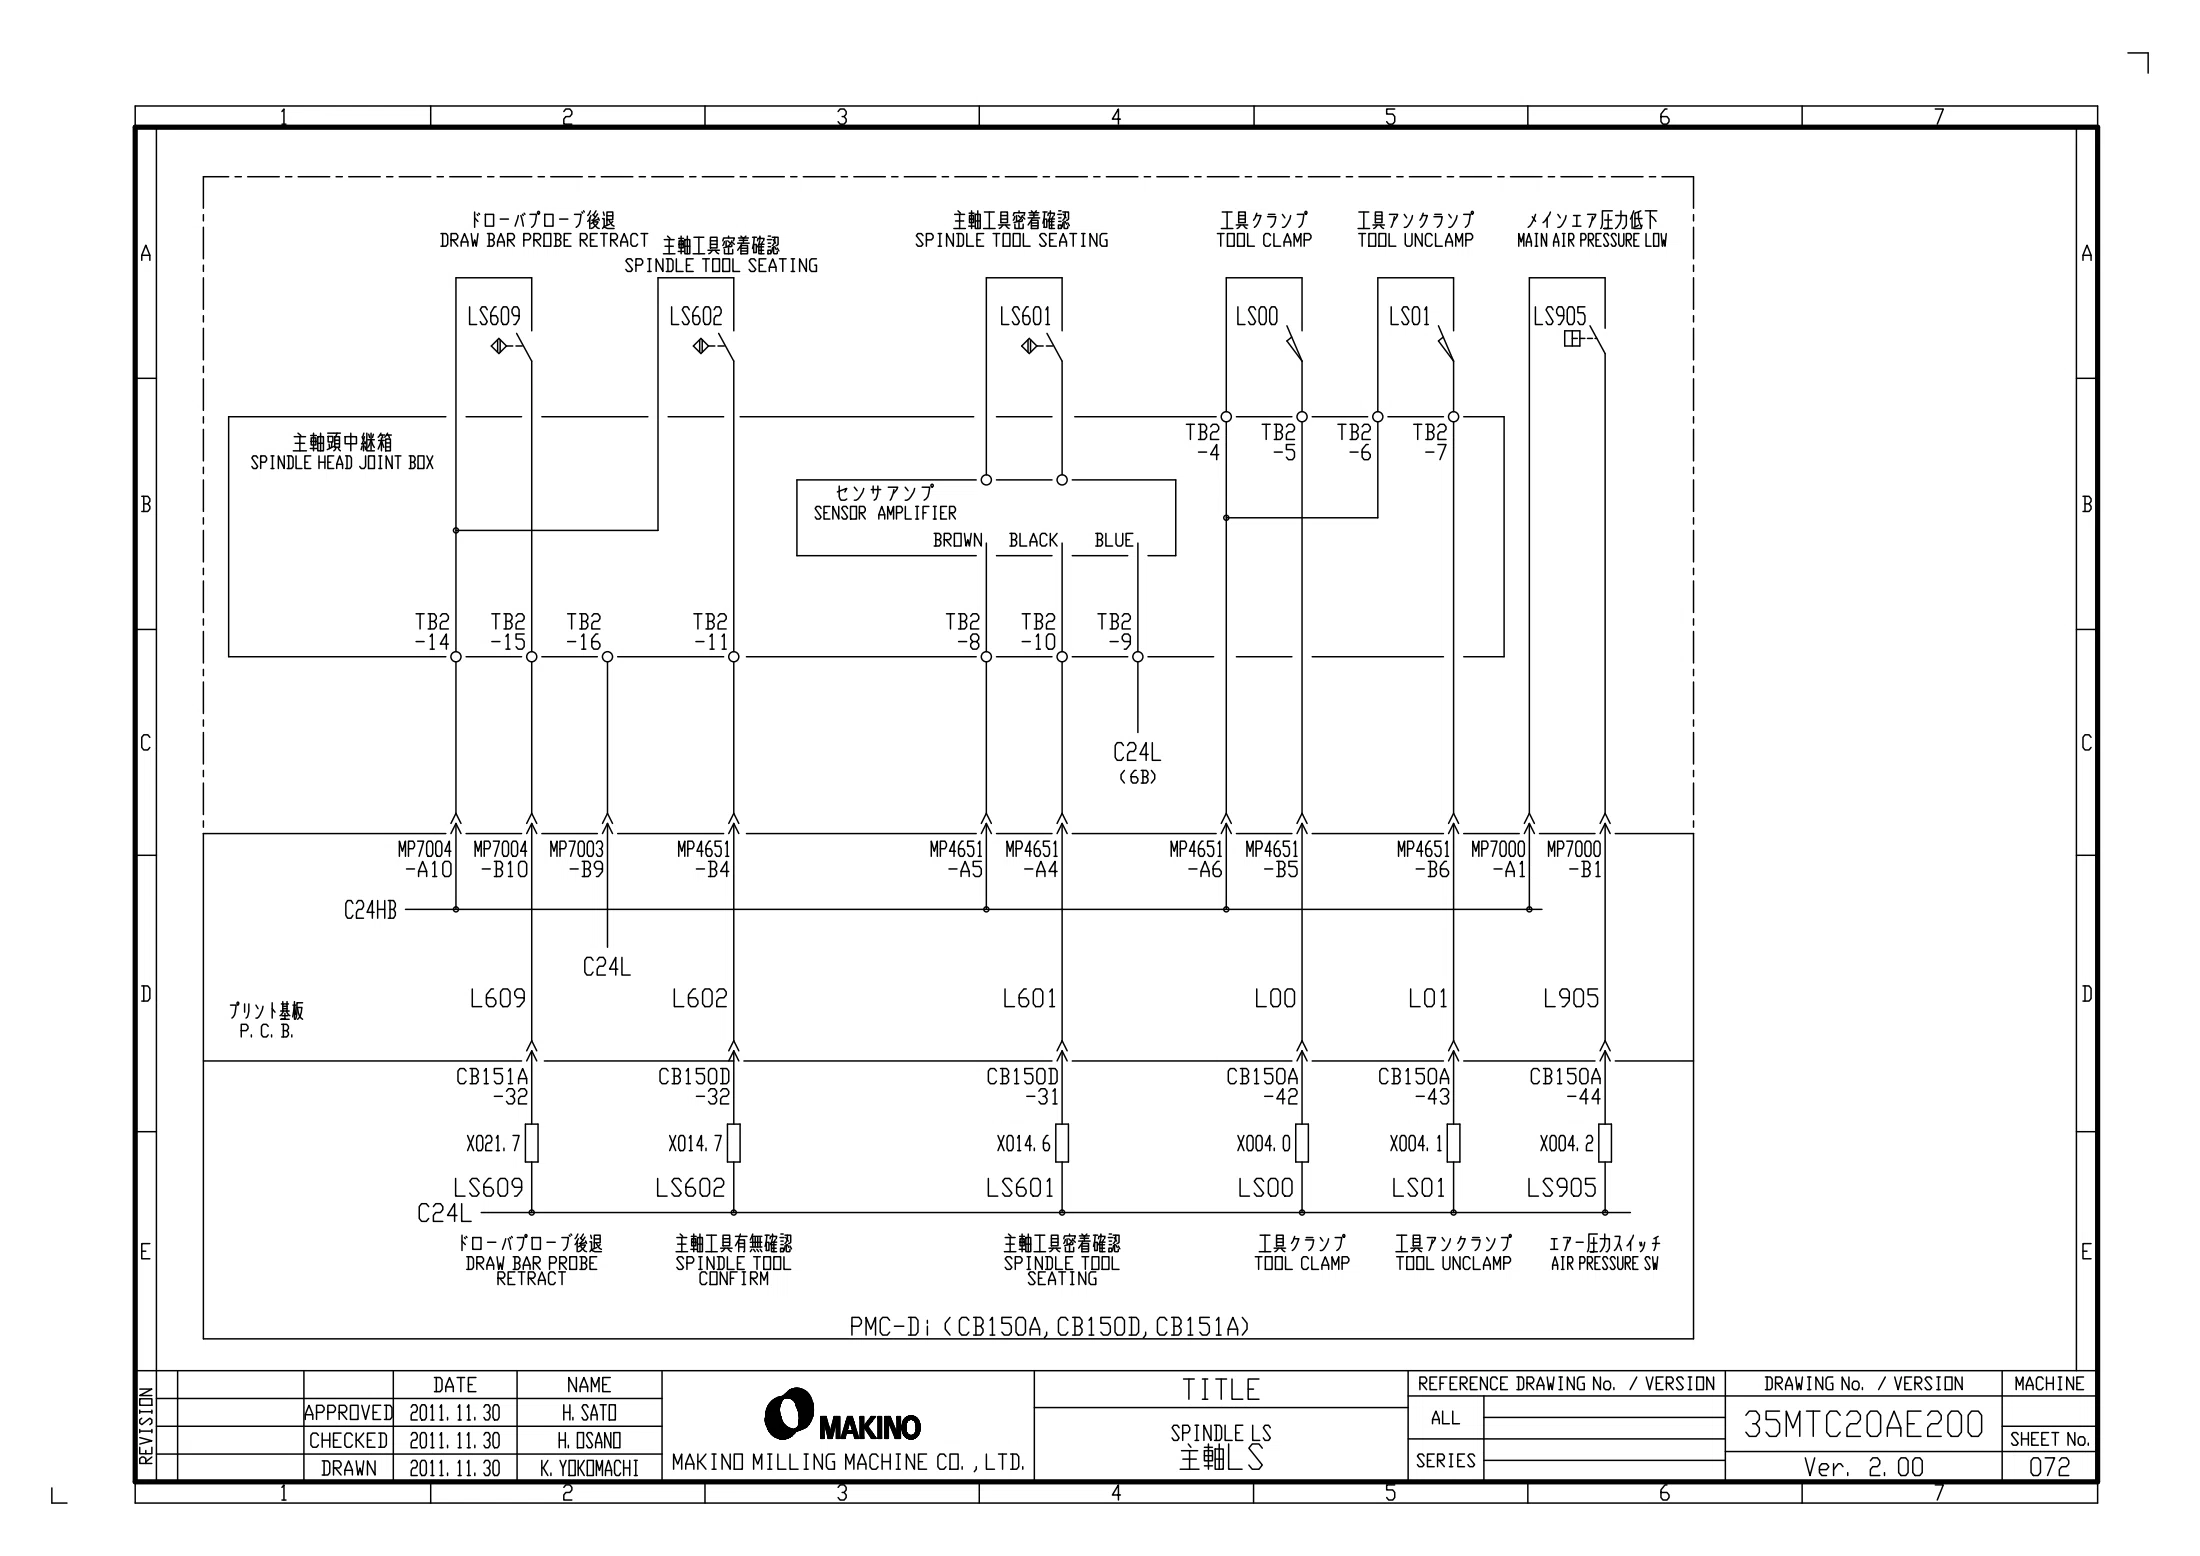 1 2 3 4 5 6 7
A A
ドローバプローブ後退
DRAW BAR PROBE RETRACT
主軸工具密着確認
SPINDLE TOOL SEATING
主軸工具密着確認
SPINDLE TOOL SEATING
工具クランプ
TOOL CLAMP
工具アンクランプ
TOOL UNCLAMP
メインエア圧力低下
MAIN AIR PRESSURE LOW
LS609 LS602 LS601 LS00 LS01 LS905
B B
主軸頭中継箱
SPINDLE HEAD JOINT BOX
TB2 TB2 TB2 TB2
-4 -5 -6 -7
センサアンプ
SENSOR AMPLIFIER
BROWN BLACK BLUE
TB2 TB2 TB2 TB2 TB2 TB2 TB2
-14 -15 -16 -11 -8 -10 -9
C C
C24L
(6B)
MP7004 MP7004 MP7003 MP4651 MP4651 MP4651 MP4651 MP4651 MP4651 MP7000 MP7000
-A10 -B10 -B9 -B4 -A5 -A4 -A6 -B5 -B6 -A1 -B1
C24HB
C24L
D D
L609 L602 L601 L00 L01 L905
プリント基板
P. C. B.
CB151A CB150D CB150D CB150A CB150A CB150A
-32 -32 -31 -42 -43 -44
X021. 7 X014. 7 X014. 6 X004. 0 X004. 1 X004. 2
LS609 LS602 LS601 LS00 LS01 LS905
C24L
E E
ドローバプローブ後退
DRAW BAR PROBE
RETRACT
主軸工具有無確認
SPINDLE TOOL
CONFIRM
主軸工具密着確認
SPINDLE TOOL
SEATING
工具クランプ
TOOL CLAMP
工具アンクランプ
TOOL UNCLAMP
エアー圧力スイッチ
AIR PRESSURE SW
PMC-Di (CB150A, CB150D, CB151A)
REVISION
DATE NAME
APPROVED 2011. 11. 30 H. SATO
CHECKED 2011. 11. 30 H. OSANO
DRAWN 2011. 11. 30 K. YOKOMACHI
MAKINO
MAKINO MILLING MACHINE CO. , LTD.
TITLE
SPINDLE LS
主軸LS
REFERENCE DRAWING No. / VERSION
ALL
SERIES
DRAWING No. / VERSION
35MTC20AE200
Ver. 2. 00
MACHINE
SHEET No.
072
1 2 3 4 5 6 7